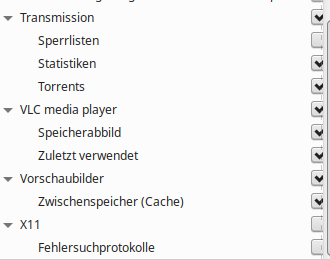 Transmission
Sperrlisten
Statistiken
Torrents
VLC media player
Speicherabbild
Zuletzt verwendet
Vorschaubilder
Zwischenspeicher (Cache)
X11
Fehlersuchprotokolle